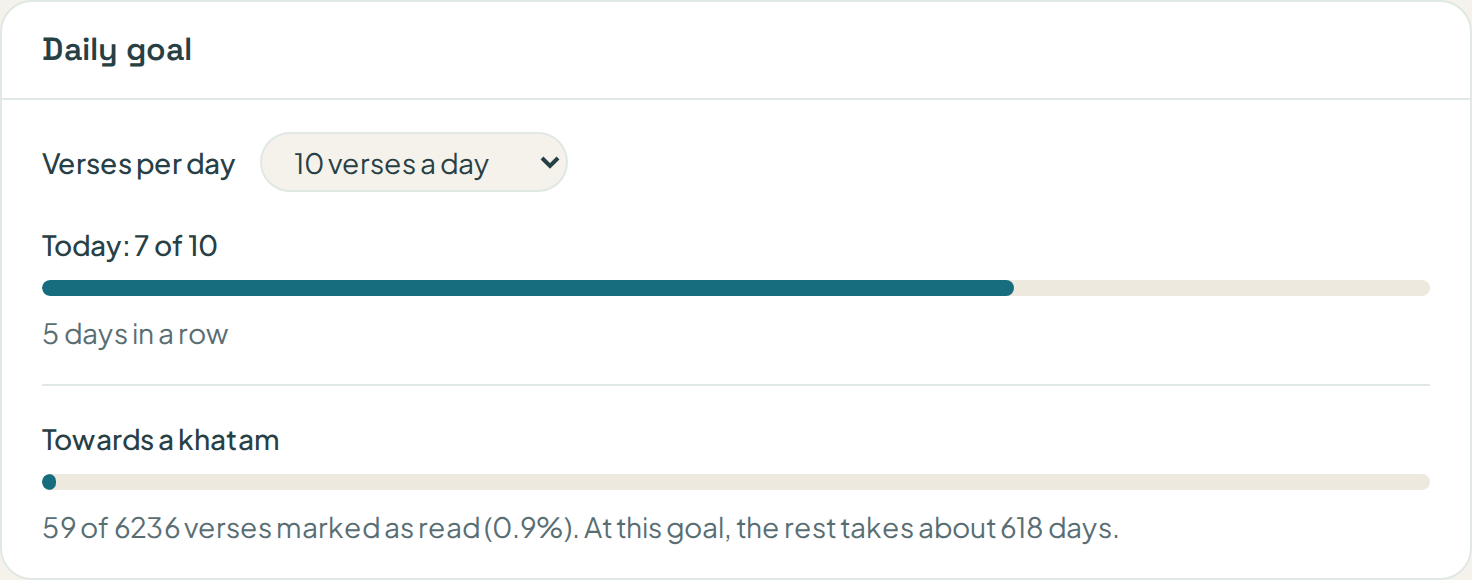 Daily goal
Verses per day 10 verses a day
Today: 7 of 10
5 days in a row
Towards a khatam
59 of 6236 verses marked as read (0.9%). At this goal, the rest takes about 618 days.